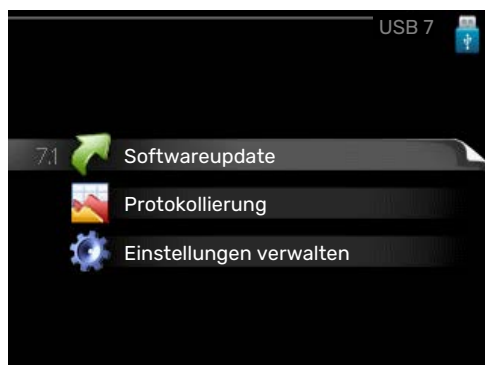 USB 7
7.1 Softwareupdate
Protokollierung
Einstellungen verwalten